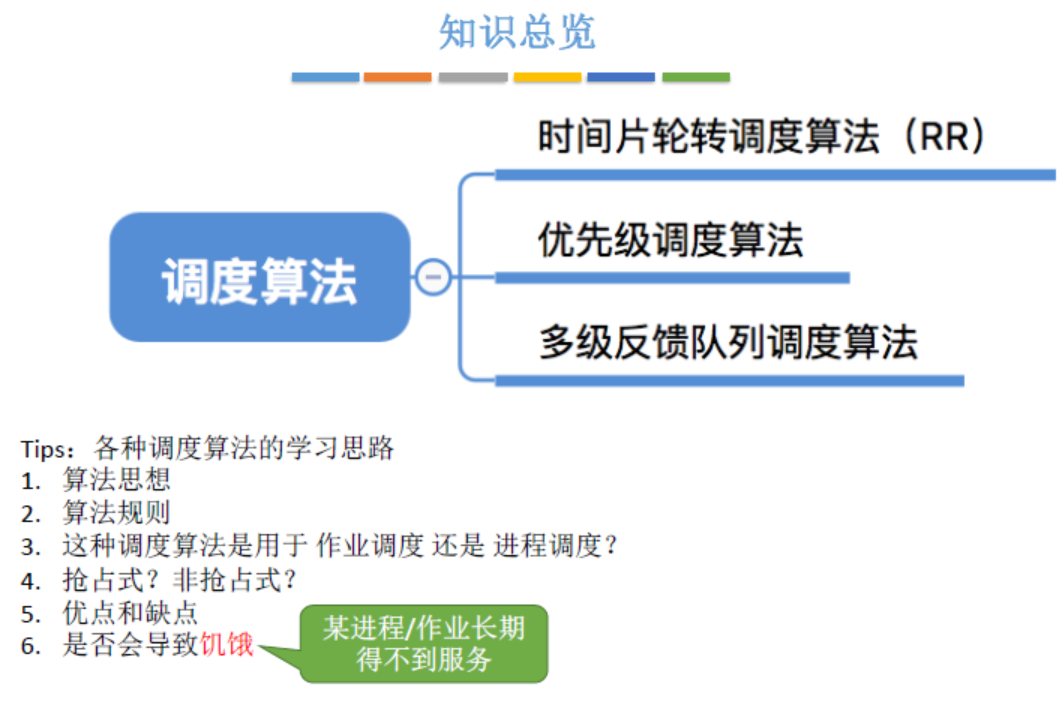 知识总览
时间片轮转调度算法（RR）
优先级调度算法
调度算法
多级反馈队列调度算法
Tips：各种调度算法的学习思路
1. 算法思想
2. 算法规则
3. 这种调度算法是用于 作业调度 还是 进程调度？
4. 抢占式？非抢占式？
5. 优点和缺点
6. 是否会导致饥饿
某进程/作业长期
得不到服务